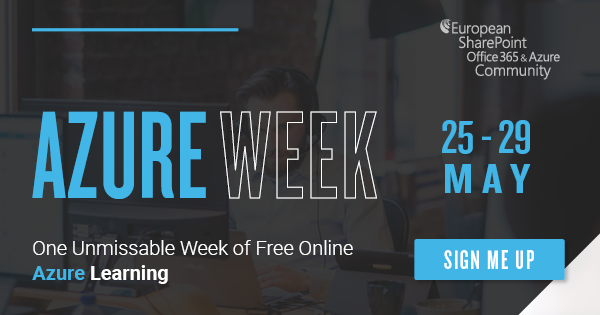 European
SharePoint
Office 365 & Azure
Community
AZURE WEEK
25 - 29
MAY
One Unmissable Week of Free Online
Azure Learning
SIGN ME UP